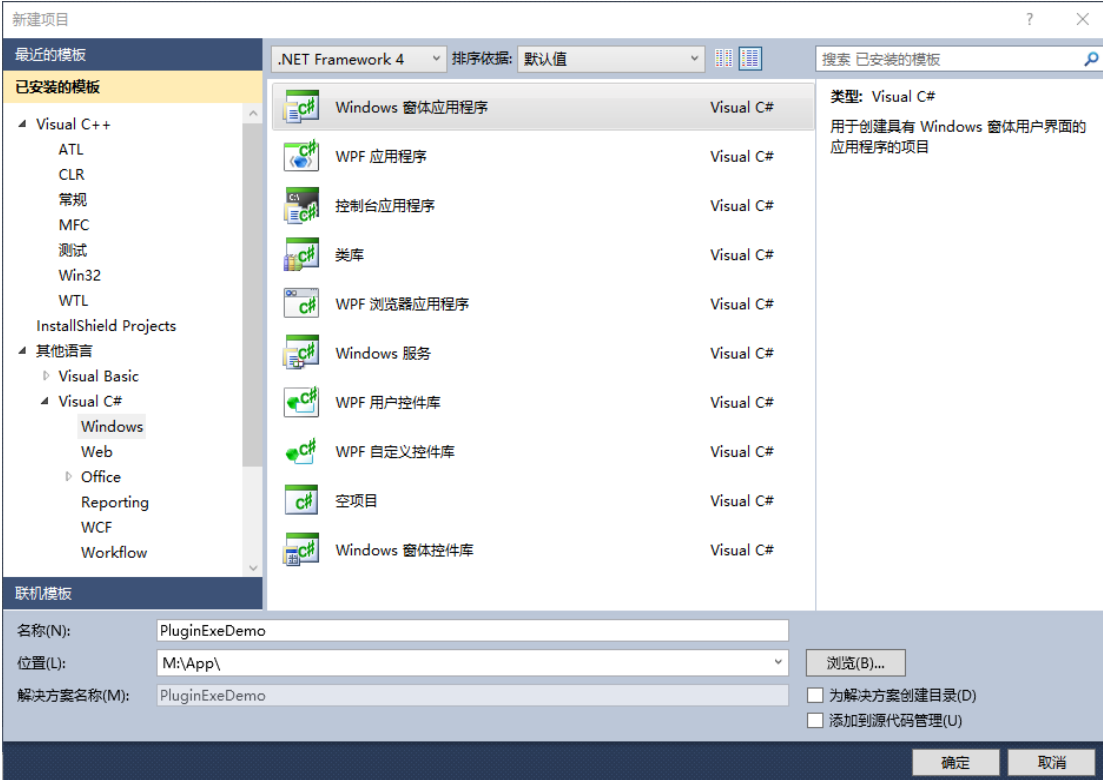 新建项目
?
最近的模板
已安装的模板
Visual C++
ATL
CLR
常规
MFC
测试
Win32
WTL
InstallShield Projects
其他语言
Visual Basic
Visual C#
Windows
Web
Office
Reporting
WCF
Workflow
联机模板
.NET Framework 4 排序依据: 默认值
Windows 窗体应用程序 Visual C#
WPF 应用程序 Visual C#
控制台应用程序 Visual C#
类库 Visual C#
WPF 浏览器应用程序 Visual C#
Windows 服务 Visual C#
WPF 用户控件库 Visual C#
WPF 自定义控件库 Visual C#
空项目 Visual C#
Windows 窗体控件库 Visual C#
搜索 已安装的模板
类型: Visual C#
用于创建具有 Windows 窗体用户界面的
应用程序的项目
名称(N): PluginExeDemo
位置(L): M:\App\ 浏览(B)...
解决方案名称(M): PluginExeDemo 为解决方案创建目录(D)
添加到源代码管理(U)
确定 取消